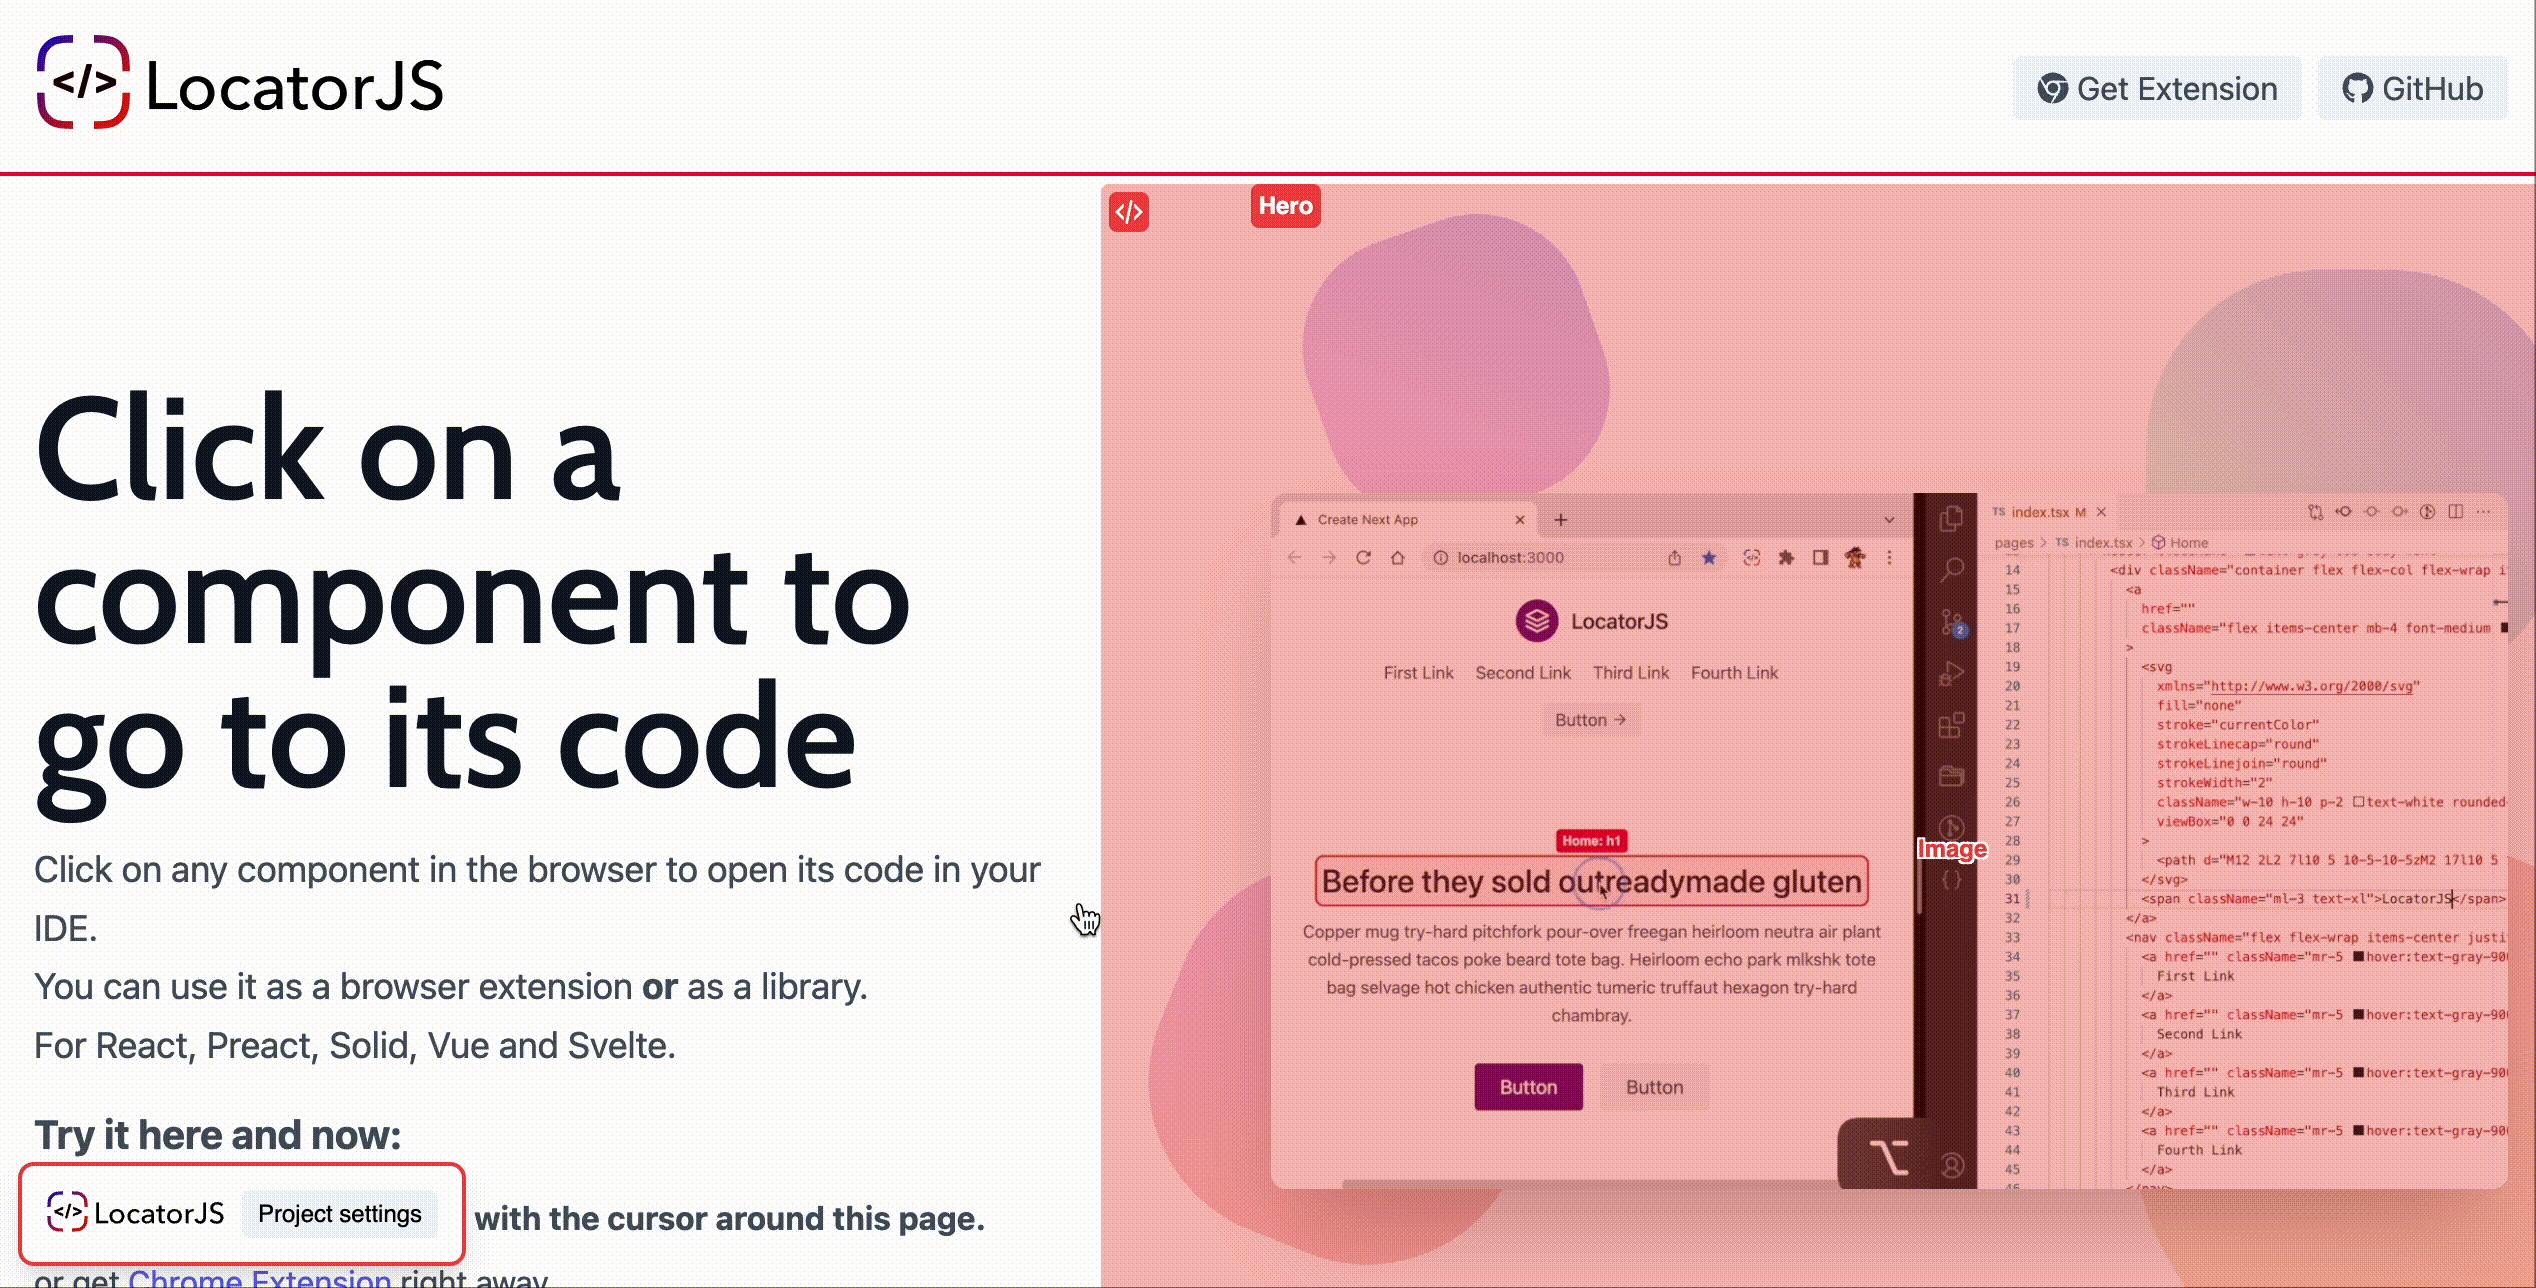 </> LocatorJS
Get Extension
GitHub
</>
Hero
Click on a
component to
go to its code
Click on any component in the browser to open its code in your
IDE.
You can use it as a browser extension or as a library.
For React, Preact, Solid, Vue and Svelte.
Try it here and now:
</> LocatorJS Project settings
with the cursor around this page.
or get Chrome Extension right away
Create Next App
localhost:3000
LocatorJS
First Link Second Link Third Link Fourth Link
Button →
Home: h1
Before they sold outreadymade gluten
Copper mug try-hard pitchfork pour-over freegan heirloom neutra air plant
cold-pressed tacos poke beard tote bag. Heirloom echo park mlkshk tote
bag selvage hot chicken authentic tumeric truffaut hexagon try-hard
chambray.
Button Button
Image
2
TS index.tsx M
pages > TS index.tsx > Home
14 <div className="container flex flex-col flex-wrap
15 <a
16 href=""
17 className="flex items-center mb-4 font-medium
18 >
19 <svg
20 xmlns="http://www.w3.org/2000/svg"
21 fill="none"
22 stroke="currentColor"
23 strokeLinecap="round"
24 strokeLinejoin="round"
25 strokeWidth="2"
26 className="w-10 h-10 p-2 text-white rounded
27 viewBox="0 0 24 24"
28 >
29 <path d="M12 2L2 7l10 5 10-5-10-5zM2 17l10 5
30 </svg>
31 <span className="ml-3 text-xl">LocatorJS</span>
32 </a>
33 <nav className="flex flex-wrap items-center justi
34 <a href="" className="mr-5 hover:text-gray-900
35 First Link
36 </a>
37 <a href="" className="mr-5 hover:text-gray-900
38 Second Link
39 </a>
40 <a href="" className="mr-5 hover:text-gray-900
41 Third Link
42 </a>
43 <a href="" className="mr-5 hover:text-gray-900
44 Fourth Link
45 </a>
46 </nav>